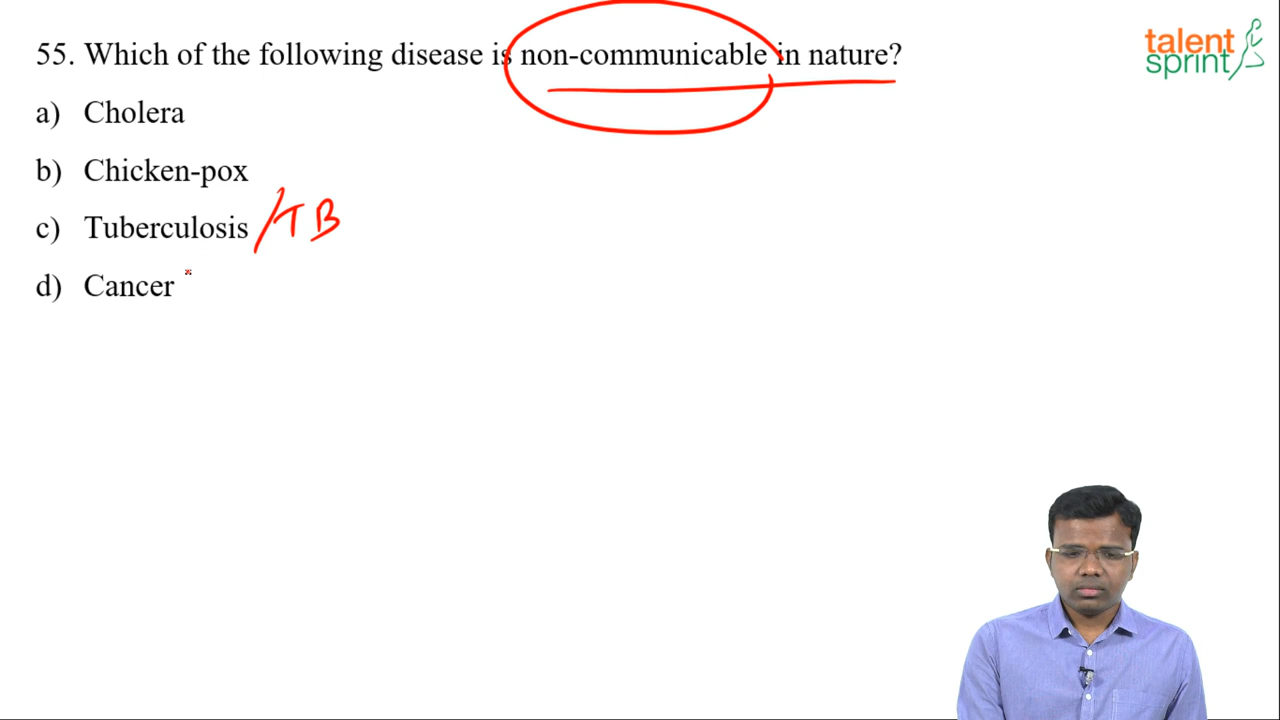 55. Which of the following disease is non-communicable in nature?
a) Cholera
b) Chicken-pox
c) Tuberculosis /TB
d) Cancer
talent
sprint